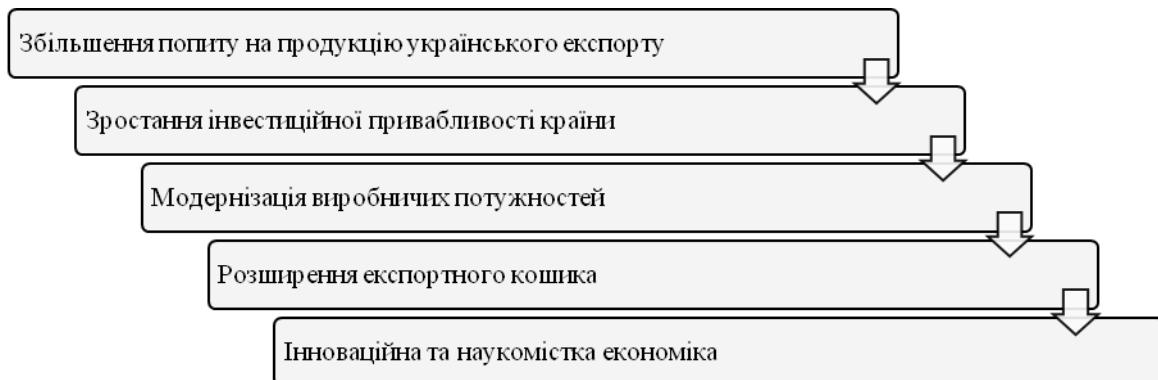 Збільшення попиту на продукцію українського експорту
Зростання інвестиційної привабливості країни
Модернізація виробничих потужностей
Розширення експортного кошика
Інноваційна та наукомістка економіка